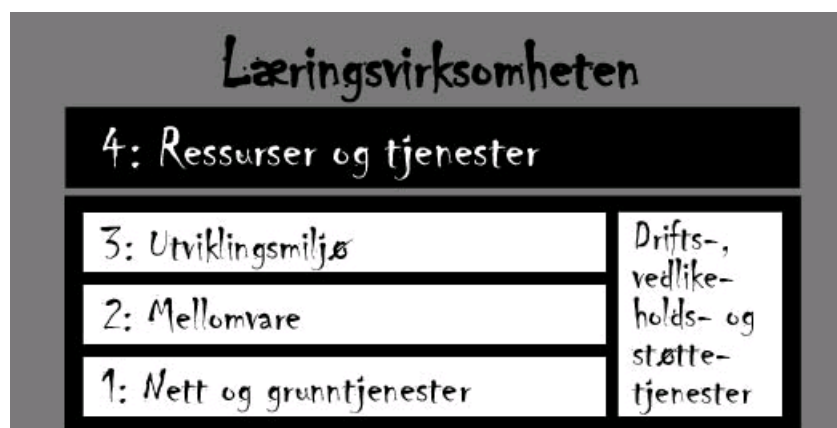 Læringsvirksomheten
4: Ressurser og tjenester
3: Utviklingsmiljø
2: Mellomvare
1: Nett og grunntjenester
Drifts-,
vedlike-
holds- og
støtte-
tjenester